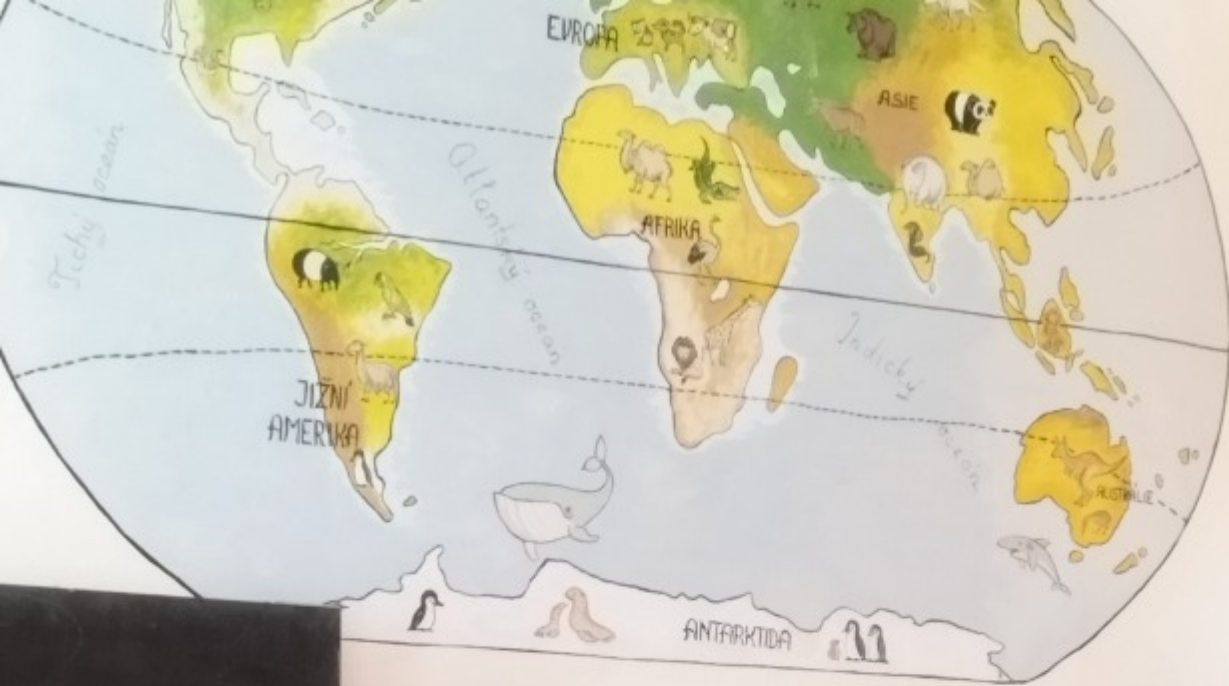 EVROPA
ASIE
Tichý oceán
Atlantský oceán
AFRIKA
Indický oceán
JIŽNÍ
AMERIKA
AUSTRÁLIE
ANTARKTIDA